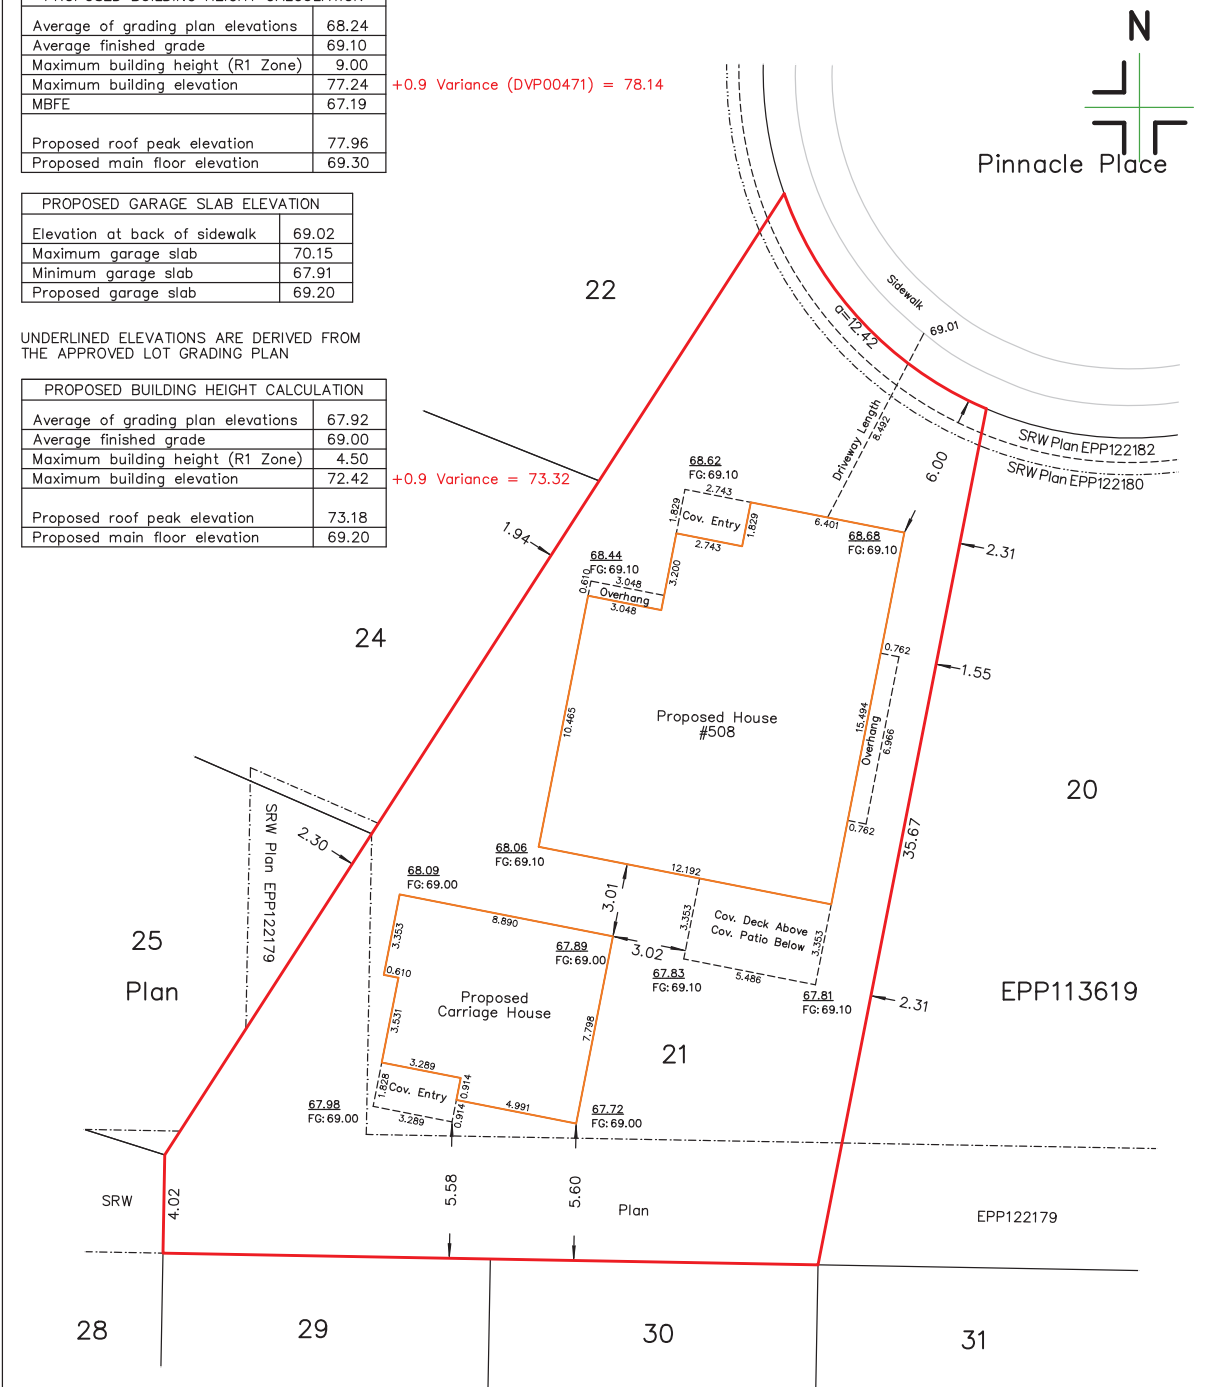 PROPOSED BUILDING HEIGHT CALCULATION
Average of grading plan elevations 68.24
Average finished grade 69.10
Maximum building height (R1 Zone) 9.00
Maximum building elevation 77.24 +0.9 Variance (DVP00471) = 78.14
MBFE 67.19
Proposed roof peak elevation 77.96
Proposed main floor elevation 69.30
N
Pinnacle Place
PROPOSED GARAGE SLAB ELEVATION
Elevation at back of sidewalk 69.02
Maximum garage slab 70.15
Minimum garage slab 67.91
Proposed garage slab 69.20
UNDERLINED ELEVATIONS ARE DERIVED FROM
THE APPROVED LOT GRADING PLAN
PROPOSED BUILDING HEIGHT CALCULATION
Average of grading plan elevations 67.92
Average finished grade 69.00
Maximum building height (R1 Zone) 4.50
Maximum building elevation 72.42 +0.9 Variance = 73.32
Proposed roof peak elevation 73.18
Proposed main floor elevation 69.20
22
Sidewalk
69.01
a=12.42
Driveway Length
8.492
SRW Plan EPP122182
SRW Plan EPP122180
6.00
68.62
FG: 69.10
2.743
1.829
Cov. Entry
1.829
2.743
6.401
68.68
FG: 69.10
2.31
1.94
68.44
FG: 69.10
0.610
3.048
Overhang
3.048
3.200
24
0.762
1.55
10.465
Proposed House
#508
15.494
Overhang
6.966
20
0.762
35.67
SRW Plan EPP122179
2.30
68.06
FG: 69.10
12.192
68.09
FG: 69.00
3.01
8.890
3.353
3.353
Cov. Deck Above
Cov. Patio Below
3.353
25
Plan
67.89
FG: 69.00
3.02
67.83
FG: 69.10
5.486
67.81
FG: 69.10
2.31
EPP113619
0.610
Proposed
Carriage House
3.531
7.798
21
3.289
1.828
Cov. Entry
0.914
0.914
3.289
4.991
67.98
FG: 69.00
67.72
FG: 69.00
SRW
4.02
5.58
5.60
Plan
EPP122179
28
29
30
31